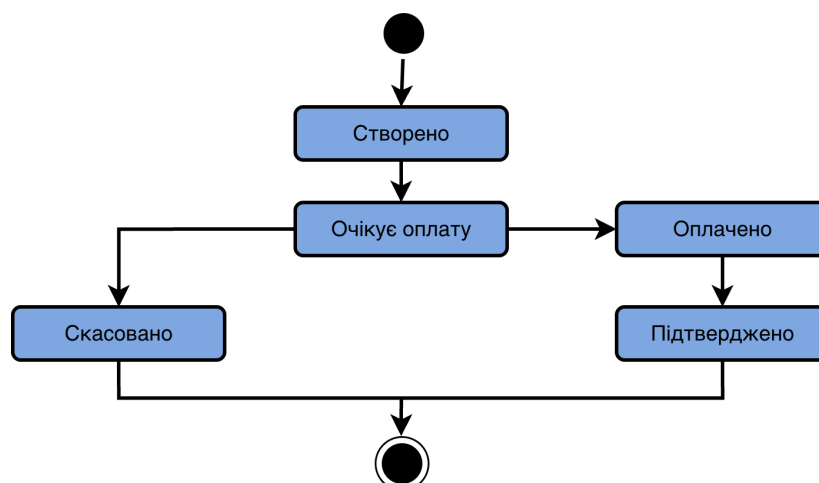 Створено
Очікує оплату
Оплачено
Скасовано
Підтверджено